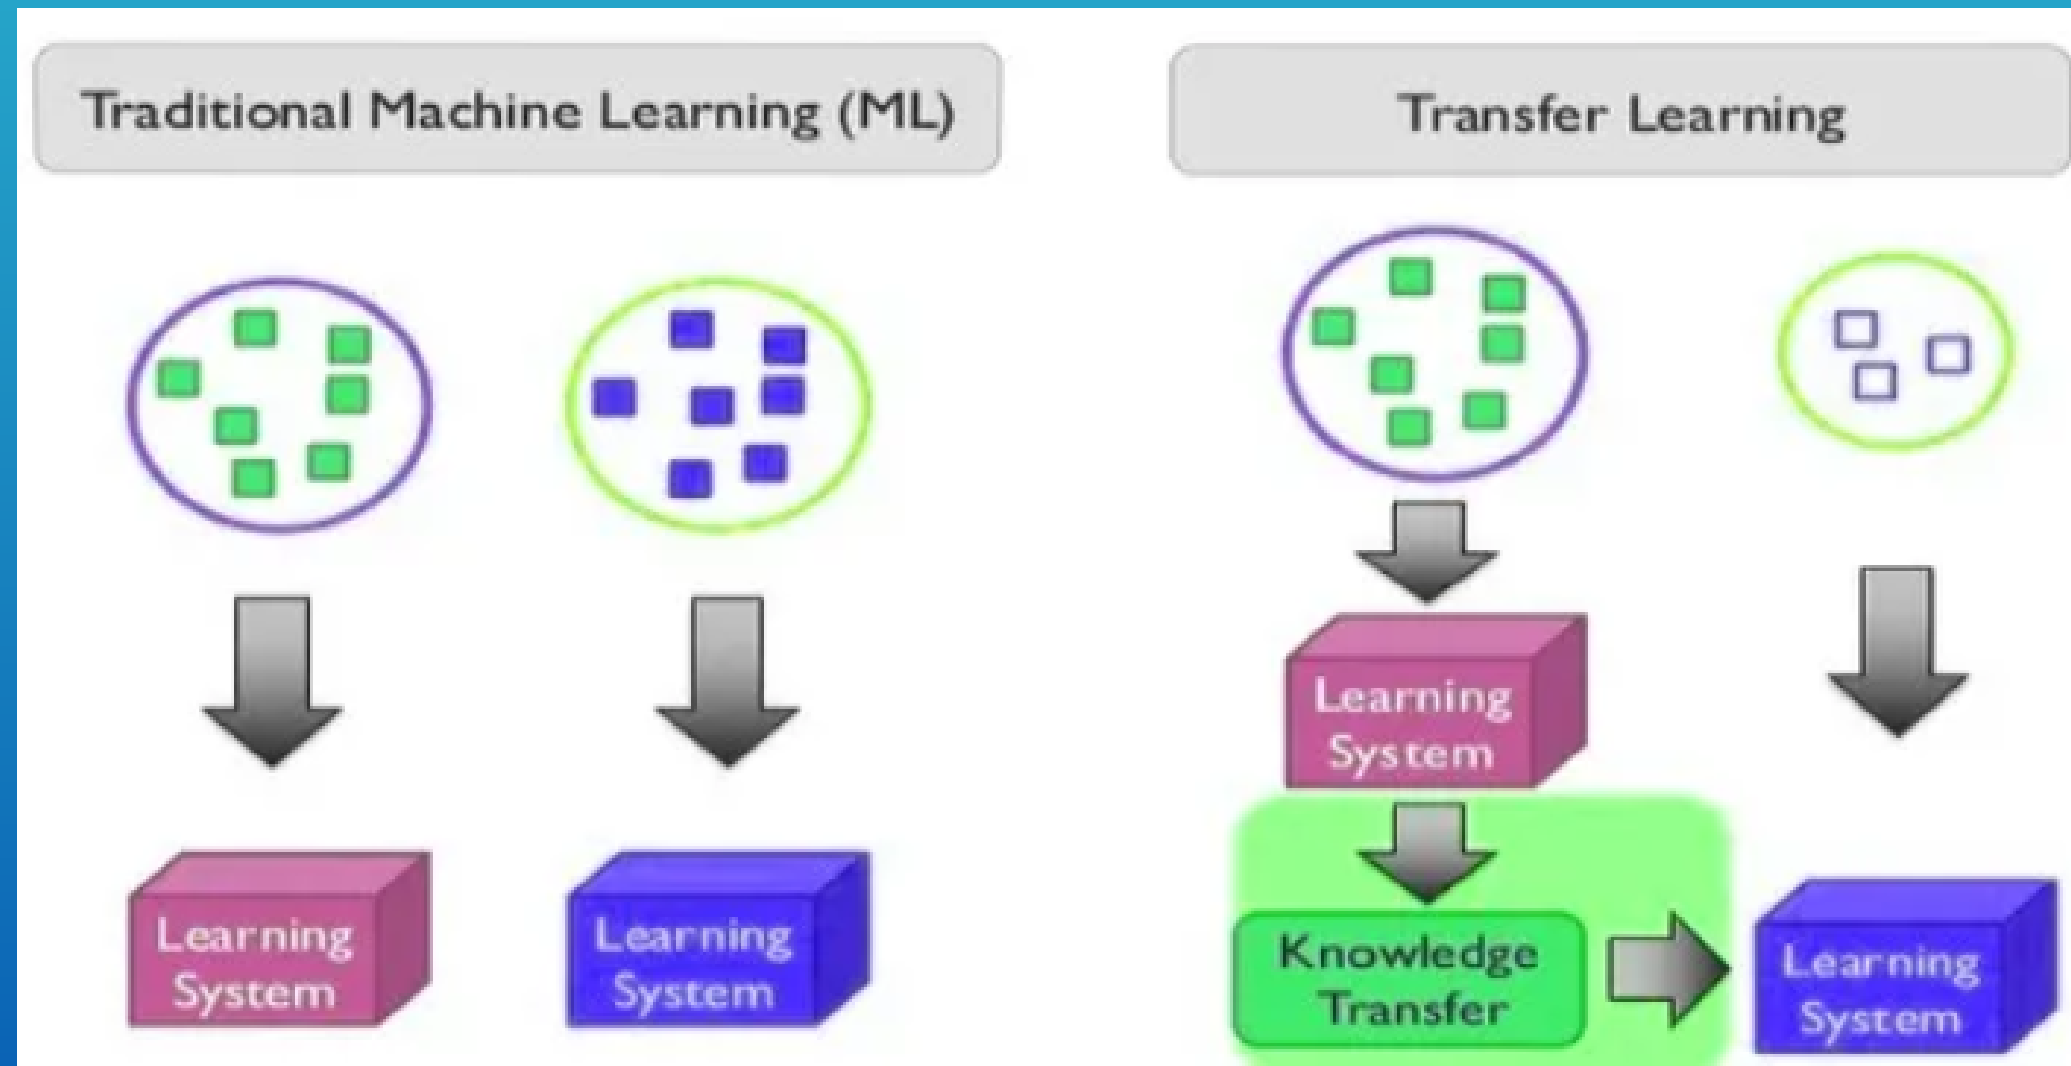 Traditional Machine Learning (ML)
Transfer Learning
Learning
System
Learning
System
Learning
System
Knowledge
Transfer
Learning
System